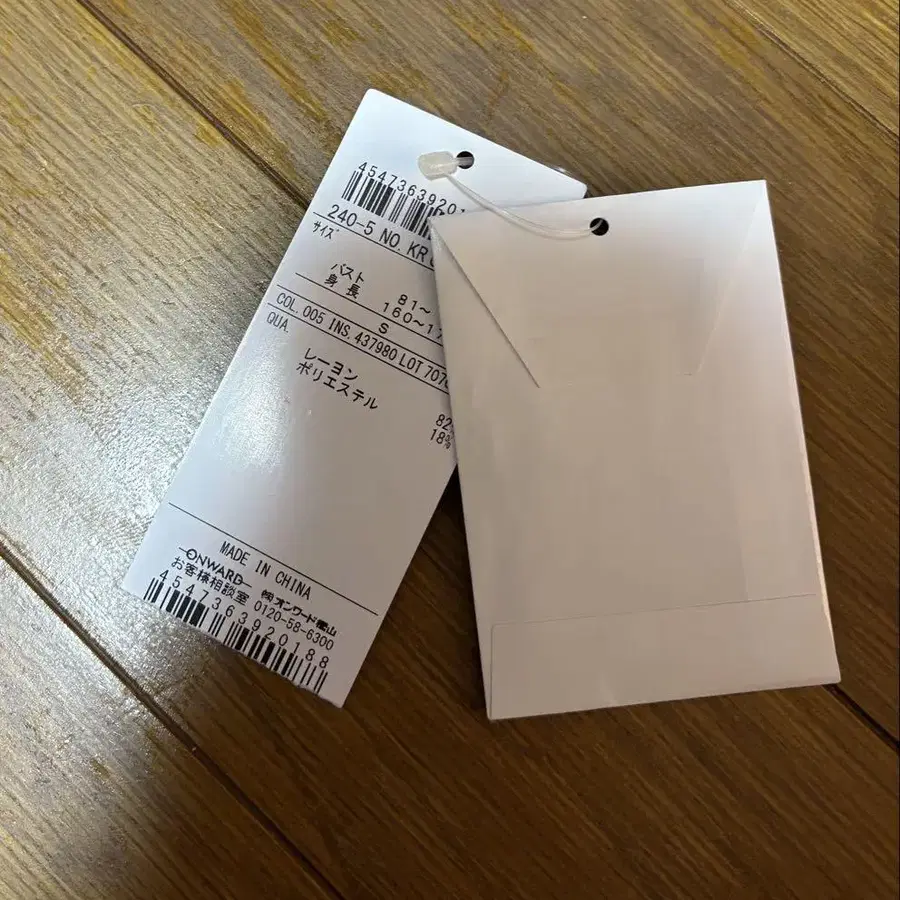 45473639201
240-5 NO. KR
サイズ
バスト 81~
身長 160~17
S
COL. 005 INS. 437980 LOT 7070
QUA.
レーヨン 82%
ポリエステル 18%
MADE IN CHINA
ONWARD ㈱オンワード樫山
お客様相談室 0120-58-6300
4547363920188